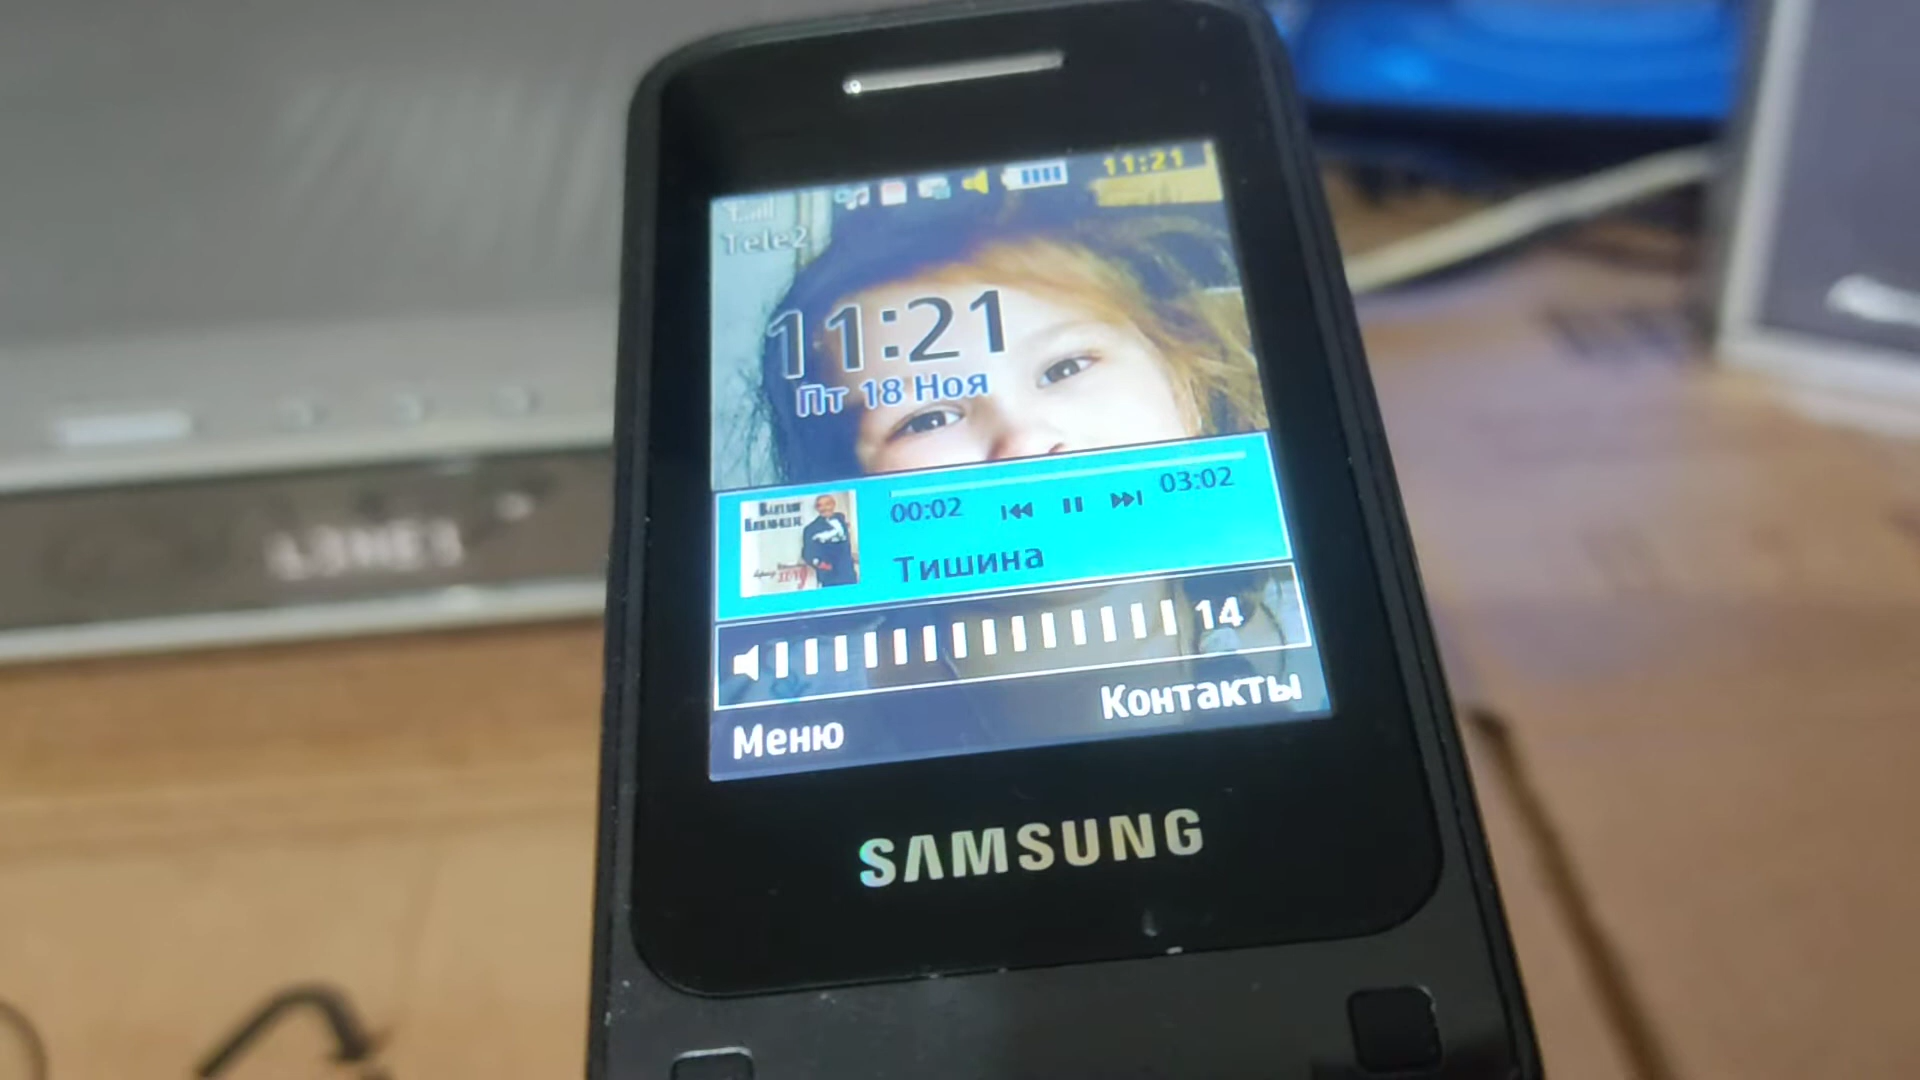 11:21
Tele2
11:21
Пт 18 Ноя
00:02
03:02
Тишина
14
Меню
Контакты
SAMSUNG